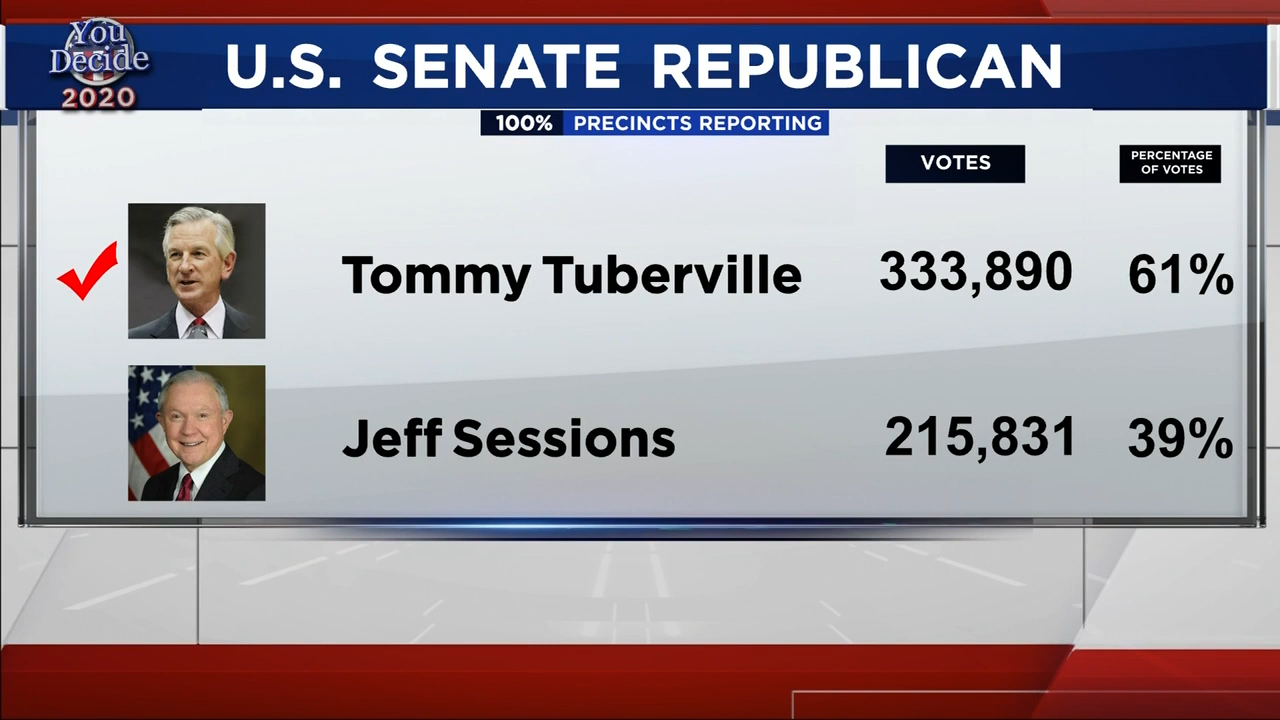 You
Decide
2020
U.S. SENATE REPUBLICAN
100% PRECINCTS REPORTING
VOTES
PERCENTAGE
OF VOTES
Tommy Tuberville 333,890 61%
Jeff Sessions 215,831 39%